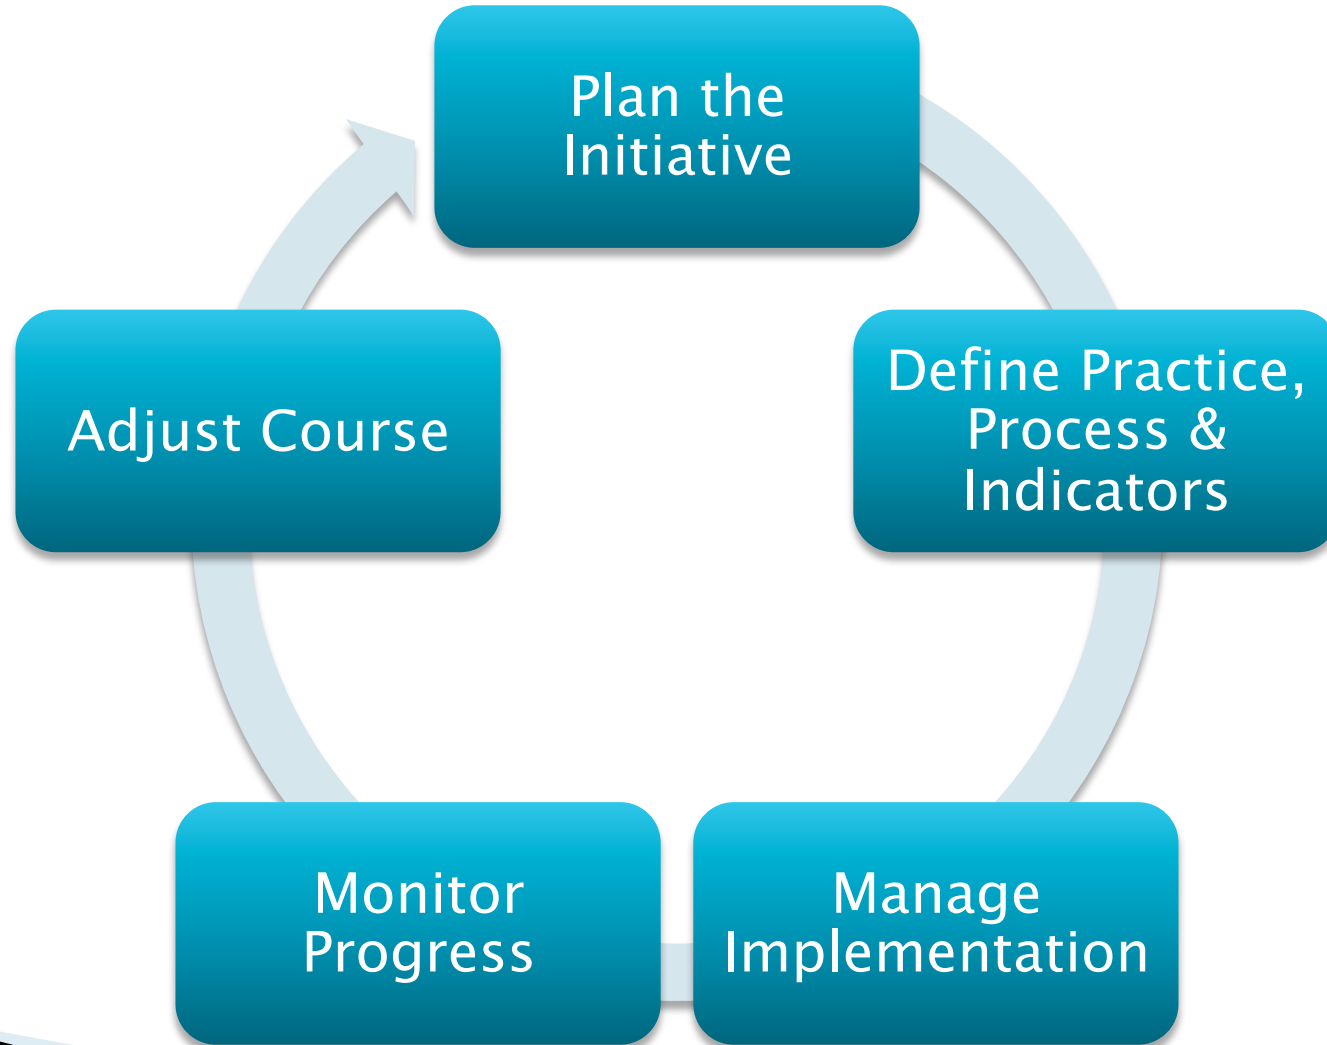 Plan the
Initiative
Define Practice,
Process &
Indicators
Manage
Implementation
Monitor
Progress
Adjust Course